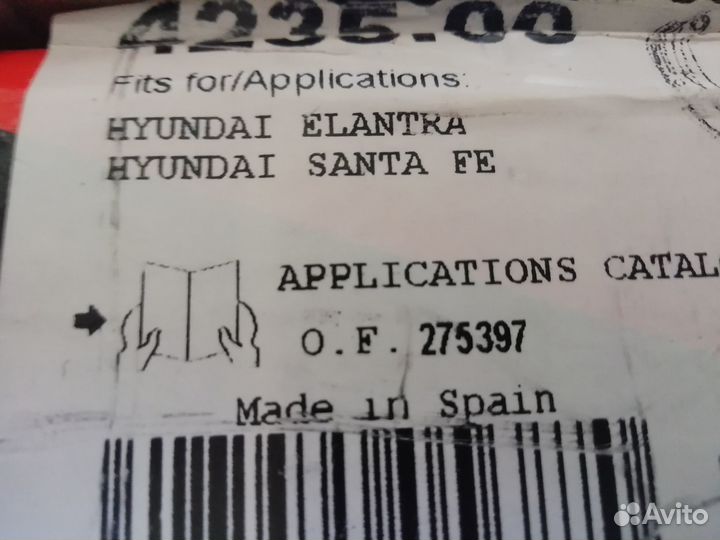 4235.00
Fits for/Applications:
HYUNDAI ELANTRA
HYUNDAI SANTA FE
APPLICATIONS CATAL
O.F. 275397
Made in Spain
Avito